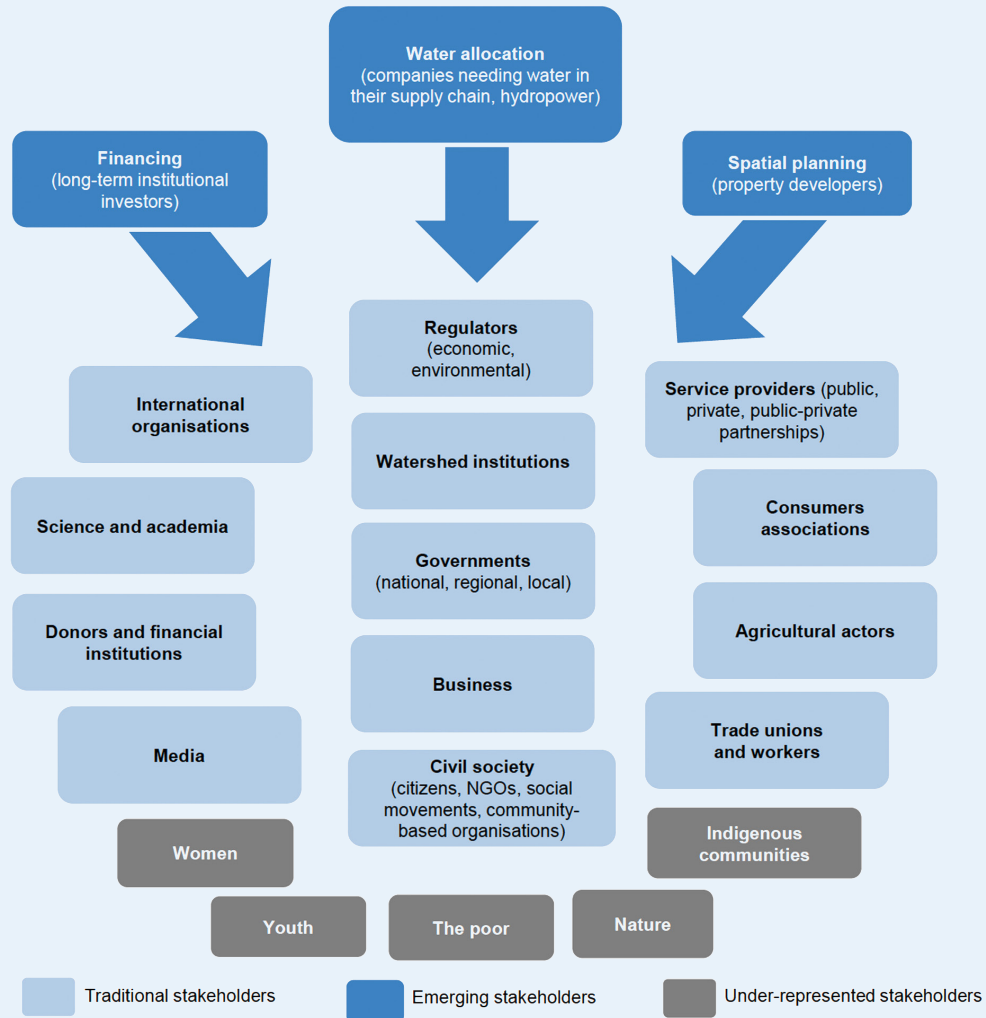 Water allocation
(companies needing water in
their supply chain, hydropower)
Financing
(long-term institutional
investors)
Spatial planning
(property developers)
Regulators
(economic,
environmental)
International
organisations
Service providers (public,
private, public-private
partnerships)
Watershed institutions
Science and academia
Consumers
associations
Governments
(national, regional, local)
Donors and financial
institutions
Agricultural actors
Business
Media
Trade unions
and workers
Civil society
(citizens, NGOs, social
movements, community-
based organisations)
Women
Indigenous
communities
Youth
The poor
Nature
Traditional stakeholders
Emerging stakeholders
Under-represented stakeholders